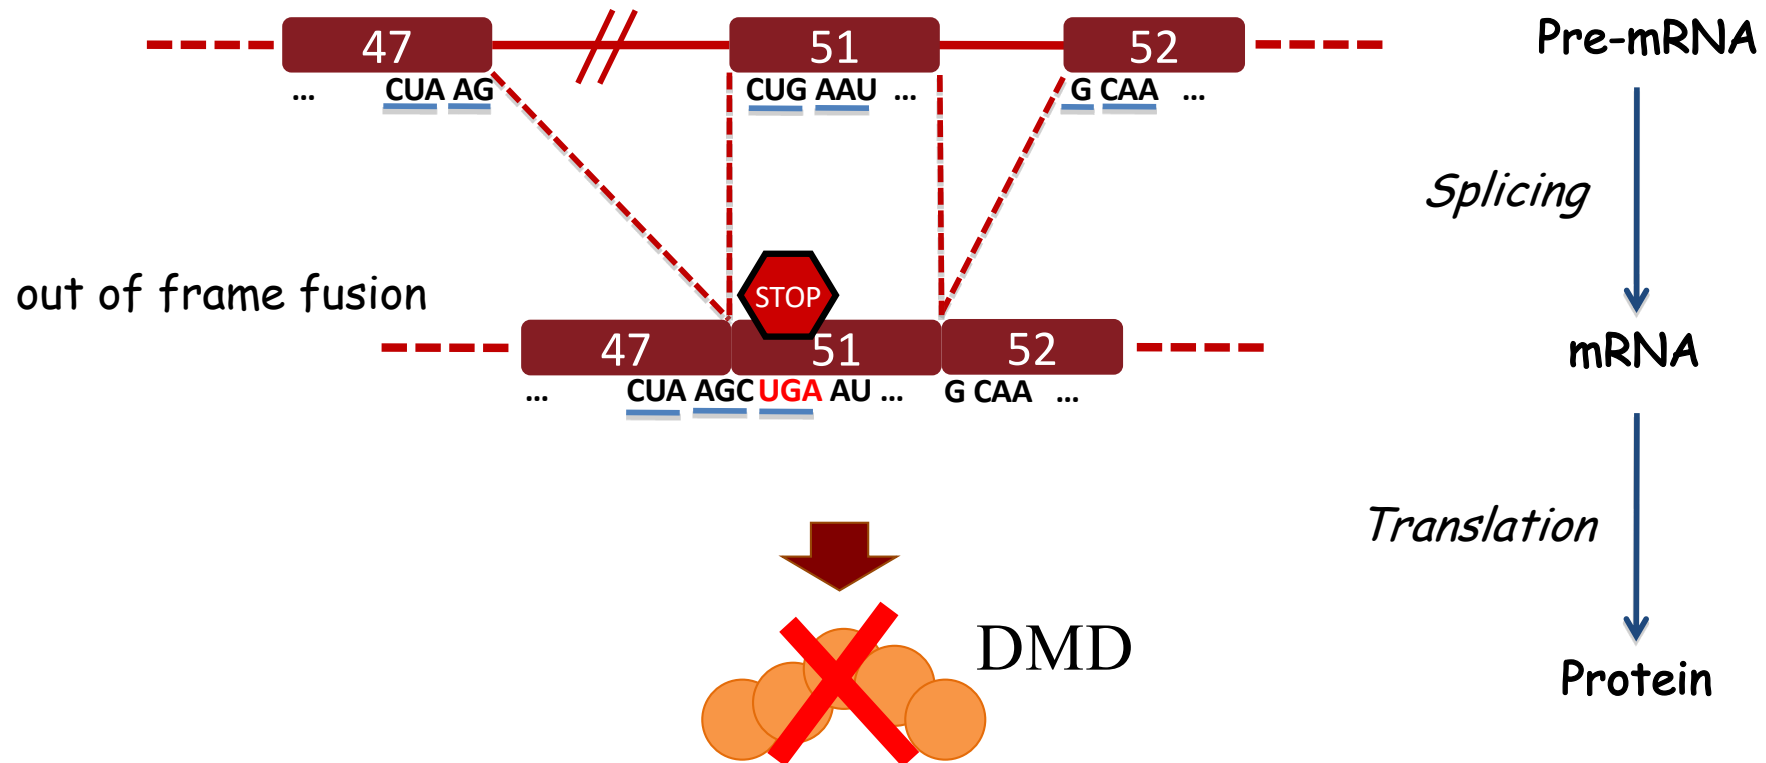 47 51 52 Pre-mRNA
... CUA AG CUG AAU ... G CAA ...
Splicing
out of frame fusion STOP
47 51 52 mRNA
... CUA AGC UGA AU ... G CAA ...
Translation
DMD
Protein